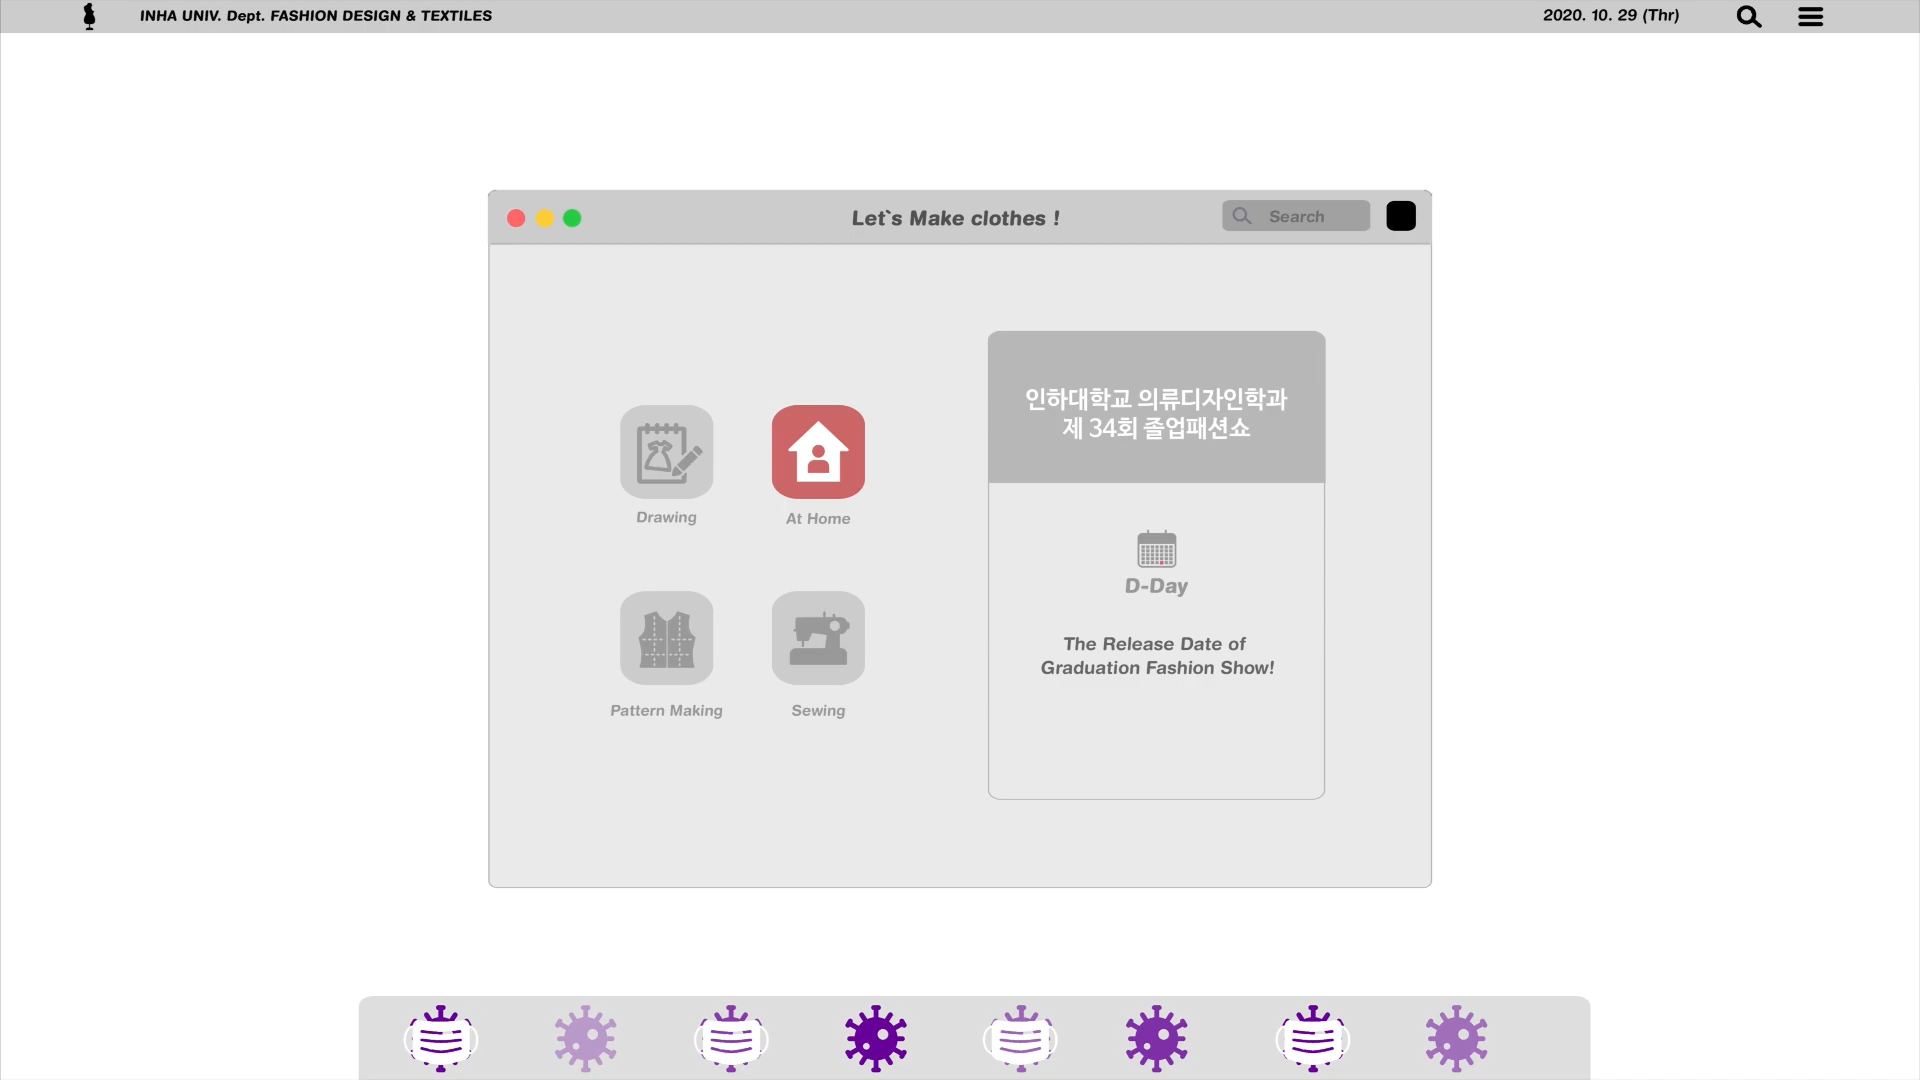 INHA UNIV. Dept. FASHION DESIGN & TEXTILES
2020. 10. 29 (Thr)
Let`s Make clothes !
Search
Drawing
At Home
Pattern Making
Sewing
인하대학교 의류디자인학과
제 34회 졸업패션쇼
D-Day
The Release Date of
Graduation Fashion Show!